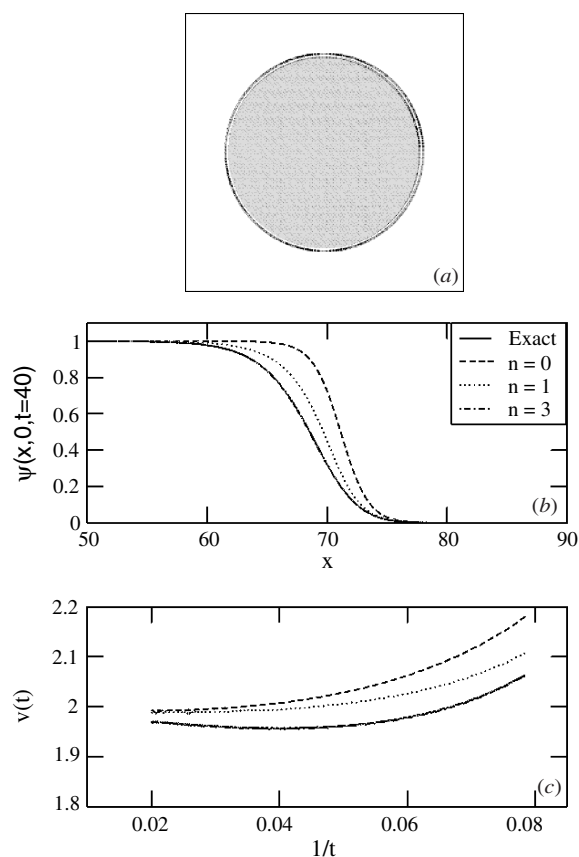 (a)
1
0.8
0.6
0.4
0.2
0
ψ(x,0,t=40)
Exact
n = 0
n = 1
n = 3
(b)
50 60 70 80 90
x
2.2
2.1
2
1.9
1.8
v(t)
(c)
0.02 0.04 0.06 0.08
1/t